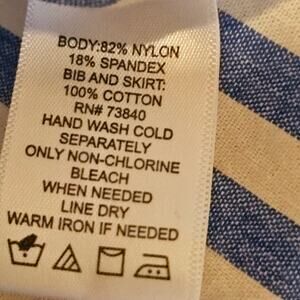 BODY:82% NYLON
18% SPANDEX
BIB AND SKIRT:
100% COTTON
RN# 73840
HAND WASH COLD
SEPARATELY
ONLY NON-CHLORINE
BLEACH
WHEN NEEDED
LINE DRY
WARM IRON IF NEEDED